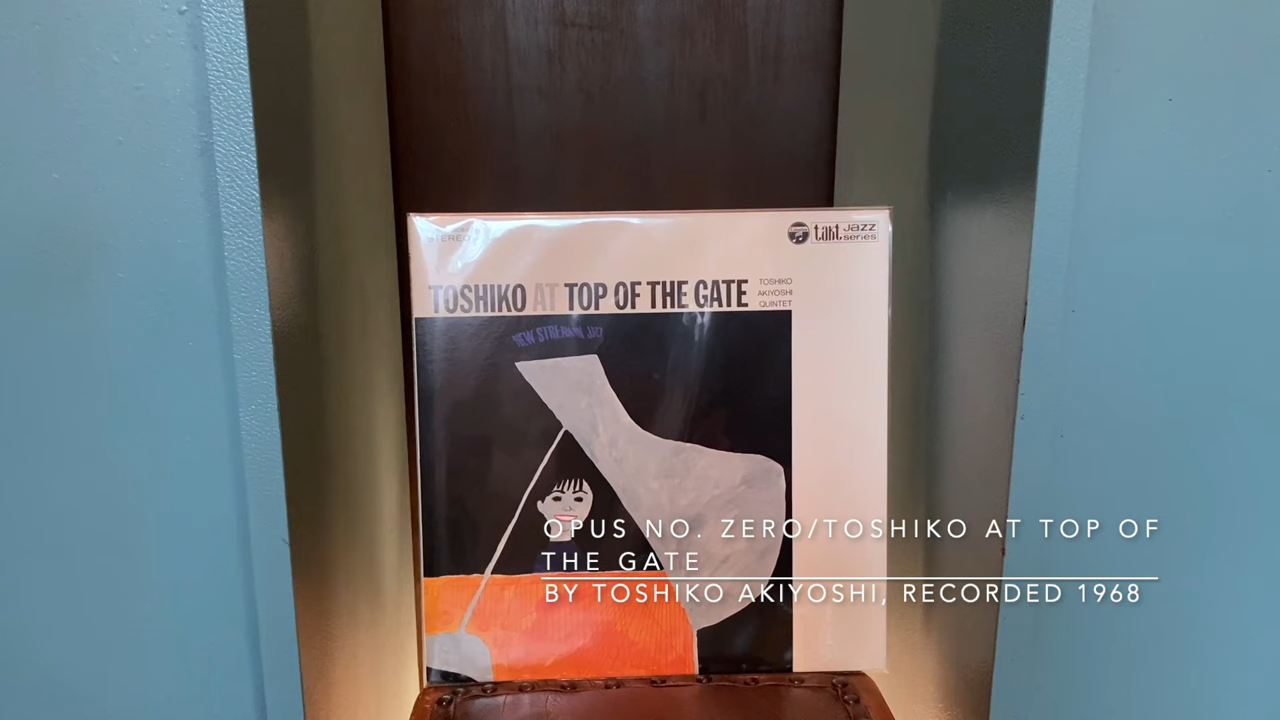 STEREO
takt JAZZ
series
TOSHIKO AT TOP OF THE GATE
TOSHIKO
AKIYOSHI
QUINTET
NEW STREAM IN JAZZ
OPUS NO. ZERO/TOSHIKO AT TOP OF
THE GATE
BY TOSHIKO AKIYOSHI, RECORDED 1968